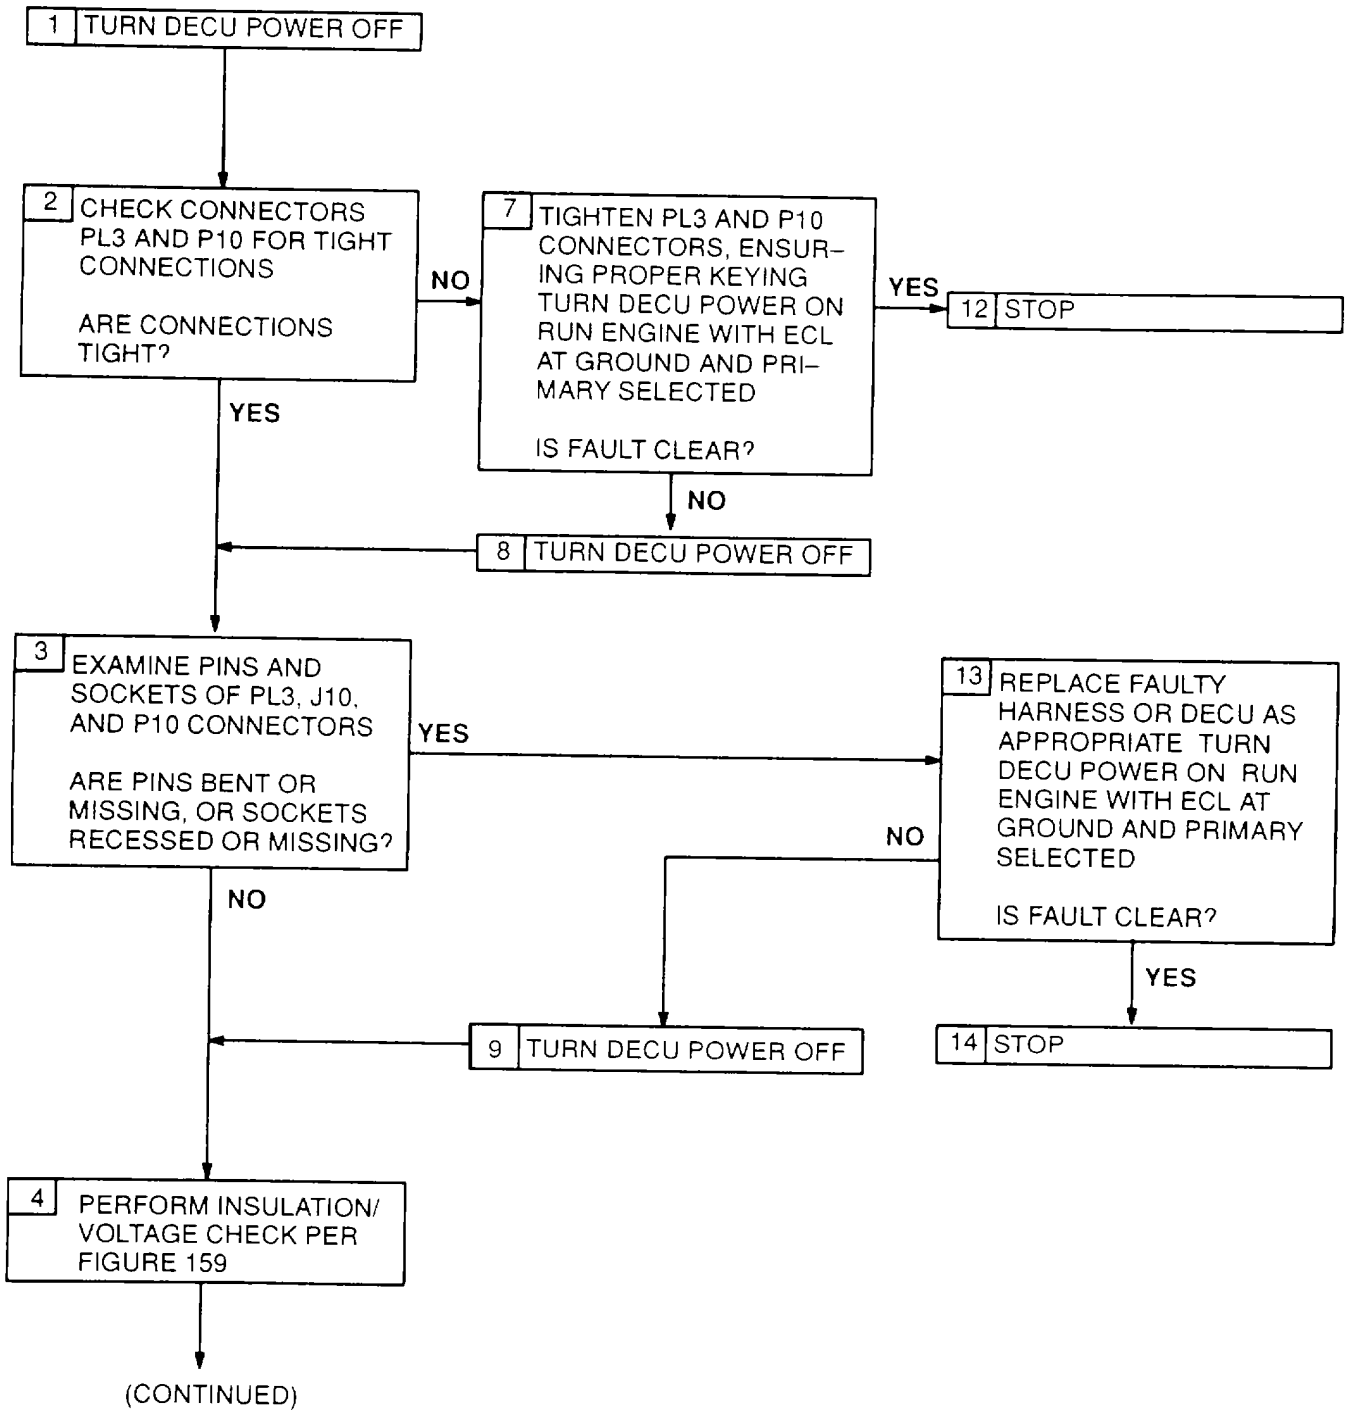 1 TURN DECU POWER OFF
2 CHECK CONNECTORS
PL3 AND P10 FOR TIGHT
CONNECTIONS
ARE CONNECTIONS
TIGHT?
NO
YES
7 TIGHTEN PL3 AND P10
CONNECTORS, ENSUR–
ING PROPER KEYING
TURN DECU POWER ON
RUN ENGINE WITH ECL
AT GROUND AND PRI–
MARY SELECTED
IS FAULT CLEAR?
YES
12 STOP
NO
8 TURN DECU POWER OFF
3 EXAMINE PINS AND
SOCKETS OF PL3, J10,
AND P10 CONNECTORS
ARE PINS BENT OR
MISSING, OR SOCKETS
RECESSED OR MISSING?
YES
NO
13 REPLACE FAULTY
HARNESS OR DECU AS
APPROPRIATE TURN
DECU POWER ON RUN
ENGINE WITH ECL AT
GROUND AND PRIMARY
SELECTED
IS FAULT CLEAR?
NO
YES
9 TURN DECU POWER OFF
14 STOP
4 PERFORM INSULATION/
VOLTAGE CHECK PER
FIGURE 159
(CONTINUED)